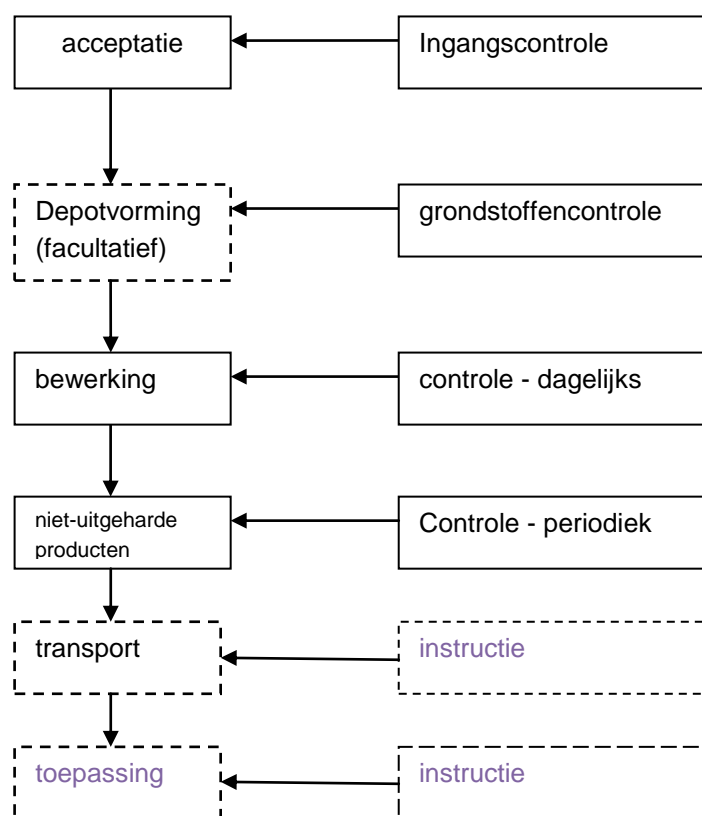 acceptatie
Ingangscontrole
Depotvorming
(facultatief)
grondstoffencontrole
bewerking
controle - dagelijks
niet-uitgeharde
producten
Controle - periodiek
transport
instructie
toepassing
instructie